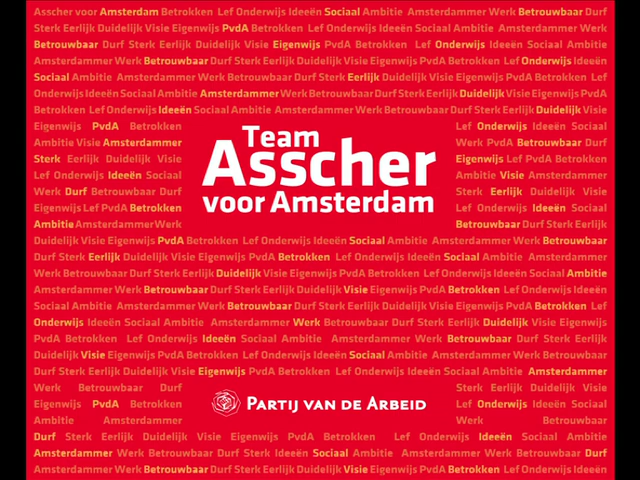 Asscher voor Amsterdam Betrokken Lef Onderwijs Ideeën Sociaal Ambitie Amsterdammer Werk Betrouwbaar Durf
Sterk Eerlijk Duidelijk Visie Eigenwijs PvdA Betrokken Lef Onderwijs Ideeën Sociaal Ambitie Amsterdammer Werk
Betrouwbaar Durf Sterk Eerlijk Duidelijk Visie Eigenwijs PvdA Betrokken Lef Onderwijs Ideeën Sociaal Ambitie
Amsterdammer Werk Betrouwbaar Durf Sterk Eerlijk Duidelijk Visie Eigenwijs PvdA Betrokken Lef Onderwijs Ideeën
Sociaal Ambitie Amsterdammer Werk Betrouwbaar Durf Sterk Eerlijk Duidelijk Visie Eigenwijs PvdA Betrokken Lef
Onderwijs Ideeën Sociaal Ambitie Amsterdammer Werk Betrouwbaar Durf Sterk Eerlijk Duidelijk Visie Eigenwijs PvdA
Betrokken Lef Onderwijs Ideeën Sociaal Ambitie Amsterdammer Werk Betrouwbaar Durf Sterk Eerlijk Duidelijk Visie
Eigenwijs PvdA Betrokken Lef Onderwijs Ideeën Sociaal
Ambitie Visie Amsterdammer Werk PvdA Betrouwbaar Durf
Sterk Eerlijk Duidelijk Visie Eigenwijs Lef PvdA Betrokken
Lef Onderwijs Ideeën Sociaal Ambitie Visie Amsterdammer
Werk Durf Betrouwbaar Durf Sterk Eerlijk Duidelijk
Eigenwijs Lef PvdA Betrokken Lef Onderwijs Ideeën Sociaal
Ambitie Amsterdammer Werk Betrouwbaar Durf Sterk Eerlijk
Team
Asscher
voor Amsterdam
Duidelijk Visie Eigenwijs PvdA Betrokken Lef Onderwijs Ideeën Sociaal Ambitie Amsterdammer Werk Betrouwbaar
Durf Sterk Eerlijk Duidelijk Visie Eigenwijs PvdA Betrokken Lef Onderwijs Ideeën Sociaal Ambitie Amsterdammer
Werk Betrouwbaar Durf Sterk Eerlijk Duidelijk Visie Eigenwijs PvdA Betrokken Lef Onderwijs Ideeën Sociaal Ambitie
Amsterdammer Werk Betrouwbaar Durf Sterk Eerlijk Duidelijk Visie Eigenwijs PvdA Betrokken Lef Onderwijs Ideeën
Sociaal Ambitie Amsterdammer Werk Betrouwbaar Durf Sterk Eerlijk Duidelijk Visie Eigenwijs PvdA Betrokken Lef
Onderwijs Ideeën Sociaal Ambitie Amsterdammer Werk Betrouwbaar Durf Sterk Eerlijk Duidelijk Visie Eigenwijs
PvdA Betrokken Lef Onderwijs Ideeën Sociaal Ambitie Amsterdammer Werk Betrouwbaar Durf Sterk Eerlijk
Duidelijk Visie Eigenwijs PvdA Betrokken Lef Onderwijs Ideeën Sociaal Ambitie Amsterdammer Werk Betrouwbaar
Durf Sterk Eerlijk Duidelijk Visie Eigenwijs PvdA Betrokken Lef Onderwijs Ideeën Sociaal Ambitie Amsterdammer
Werk Betrouwbaar Durf Sterk Eerlijk Duidelijk Visie
Eigenwijs PvdA Betrokken Lef Onderwijs Ideeën Sociaal
Ambitie Amsterdammer Werk Betrouwbaar
PARTIJ VAN DE ARBEID
Durf Sterk Eerlijk Duidelijk Visie Eigenwijs PvdA Betrokken Lef Onderwijs Ideeën Sociaal Ambitie
Amsterdammer Werk Betrouwbaar Durf Sterk Duidelijk Ideeën Sociaal Ambitie Amsterdammer Werk Betrouwbaar Durf
Amsterdammer Werk Betrouwbaar Durf Sterk Eerlijk Duidelijk Visie Eigenwijs PvdA Betrokken Lef Onderwijs Ideeën